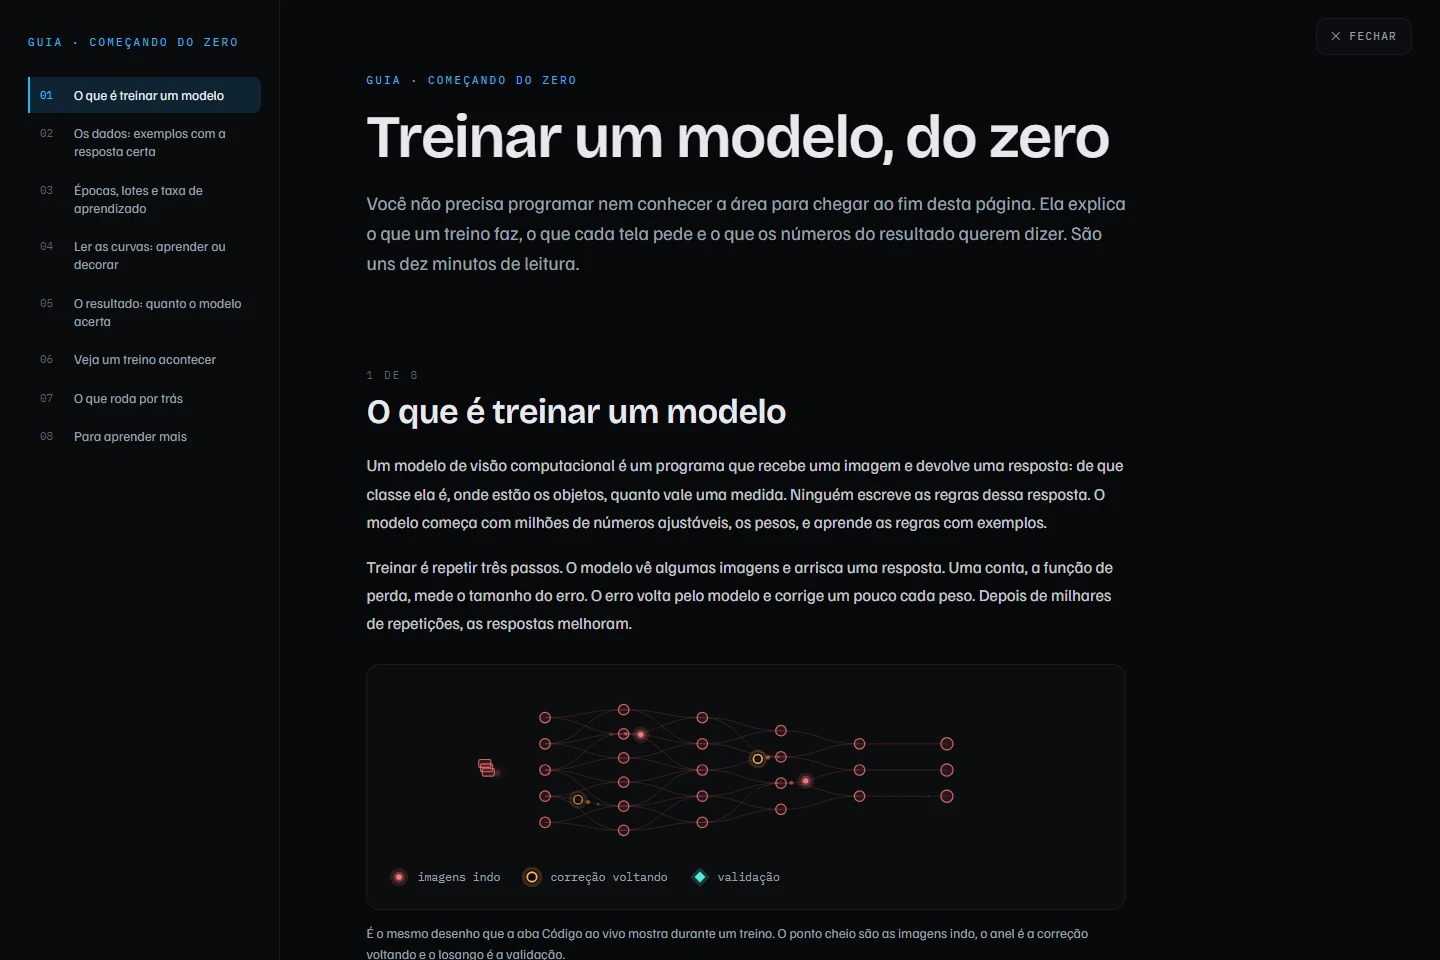 GUIA · COMEÇANDO DO ZERO
01 O que é treinar um modelo
02 Os dados: exemplos com a
resposta certa
03 Épocas, lotes e taxa de
aprendizado
04 Ler as curvas: aprender ou
decorar
05 O resultado: quanto o modelo
acerta
06 Veja um treino acontecer
07 O que roda por trás
08 Para aprender mais
× FECHAR
GUIA · COMEÇANDO DO ZERO
Treinar um modelo, do zero
Você não precisa programar nem conhecer a área para chegar ao fim desta página. Ela explica
o que um treino faz, o que cada tela pede e o que os números do resultado querem dizer. São
uns dez minutos de leitura.
1 DE 8
O que é treinar um modelo
Um modelo de visão computacional é um programa que recebe uma imagem e devolve uma resposta: de que
classe ela é, onde estão os objetos, quanto vale uma medida. Ninguém escreve as regras dessa resposta. O
modelo começa com milhões de números ajustáveis, os pesos, e aprende as regras com exemplos.
Treinar é repetir três passos. O modelo vê algumas imagens e arrisca uma resposta. Uma conta, a função de
perda, mede o tamanho do erro. O erro volta pelo modelo e corrige um pouco cada peso. Depois de milhares
de repetições, as respostas melhoram.
imagens indo correção voltando validação
É o mesmo desenho que a aba Código ao vivo mostra durante um treino. O ponto cheio são as imagens indo, o anel é a correção
voltando e o losango é a validação.